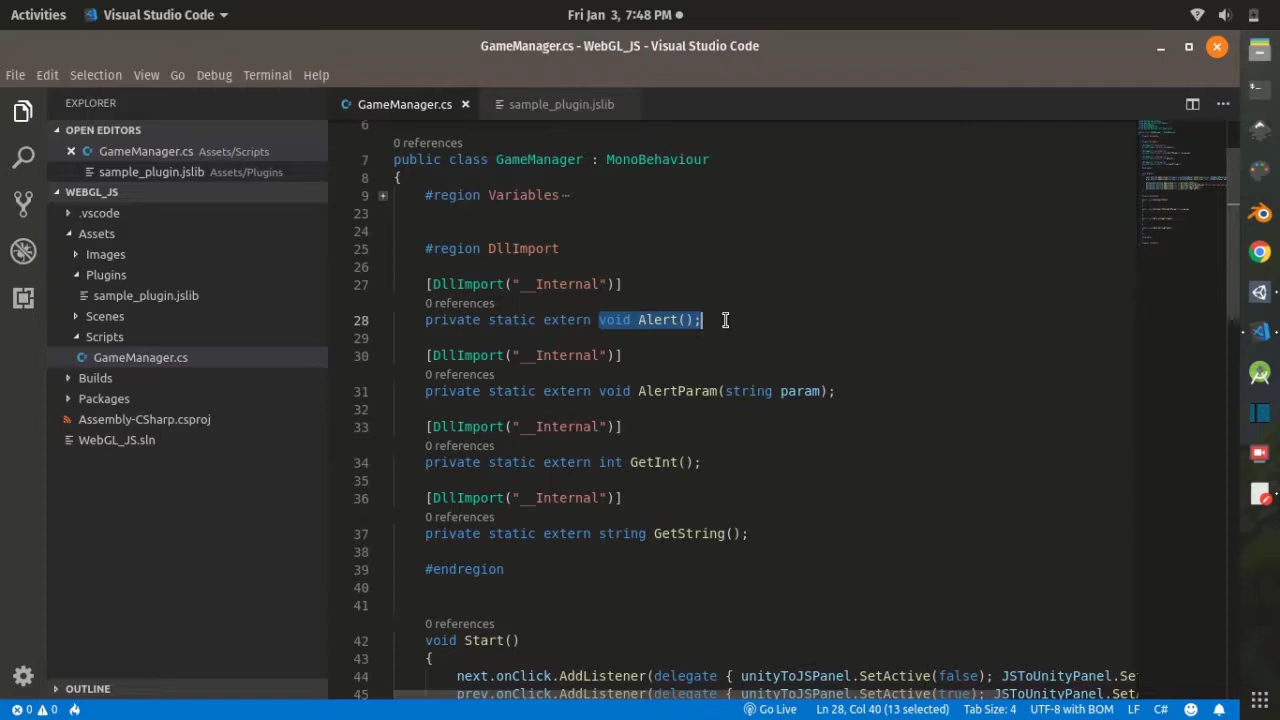 Activities
Visual Studio Code
Fri Jan 3, 7:48 PM
GameManager.cs - WebGL_JS - Visual Studio Code
File Edit Selection View Go Debug Terminal Help
EXPLORER
OPEN EDITORS
GameManager.cs Assets/Scripts
sample_plugin.jslib Assets/Plugins
WEBGL_JS
.vscode
Assets
Images
Plugins
sample_plugin.jslib
Scenes
Scripts
GameManager.cs
Builds
Packages
Assembly-CSharp.csproj
WebGL_JS.sln
OUTLINE
GameManager.cs
sample_plugin.jslib
6
0 references
7 public class GameManager : MonoBehaviour
8 {
9 #region Variables
23
24
25 #region DllImport
26
27 [DllImport("__Internal")]
0 references
28 private static extern void Alert();
29
30 [DllImport("__Internal")]
0 references
31 private static extern void AlertParam(string param);
32
33 [DllImport("__Internal")]
0 references
34 private static extern int GetInt();
35
36 [DllImport("__Internal")]
0 references
37 private static extern string GetString();
38
39 #endregion
40
41
0 references
42 void Start()
43 {
44 next.onClick.AddListener(delegate { unityToJSPanel.SetActive(false); JSToUnityPanel.Se
45 prev.onClick.AddListener(delegate { unityToJSPanel.SetActive(true); JSToUnityPanel.Set
0 0 Go Live Ln 28, Col 40 (13 selected) Tab Size: 4 UTF-8 with BOM LF C#